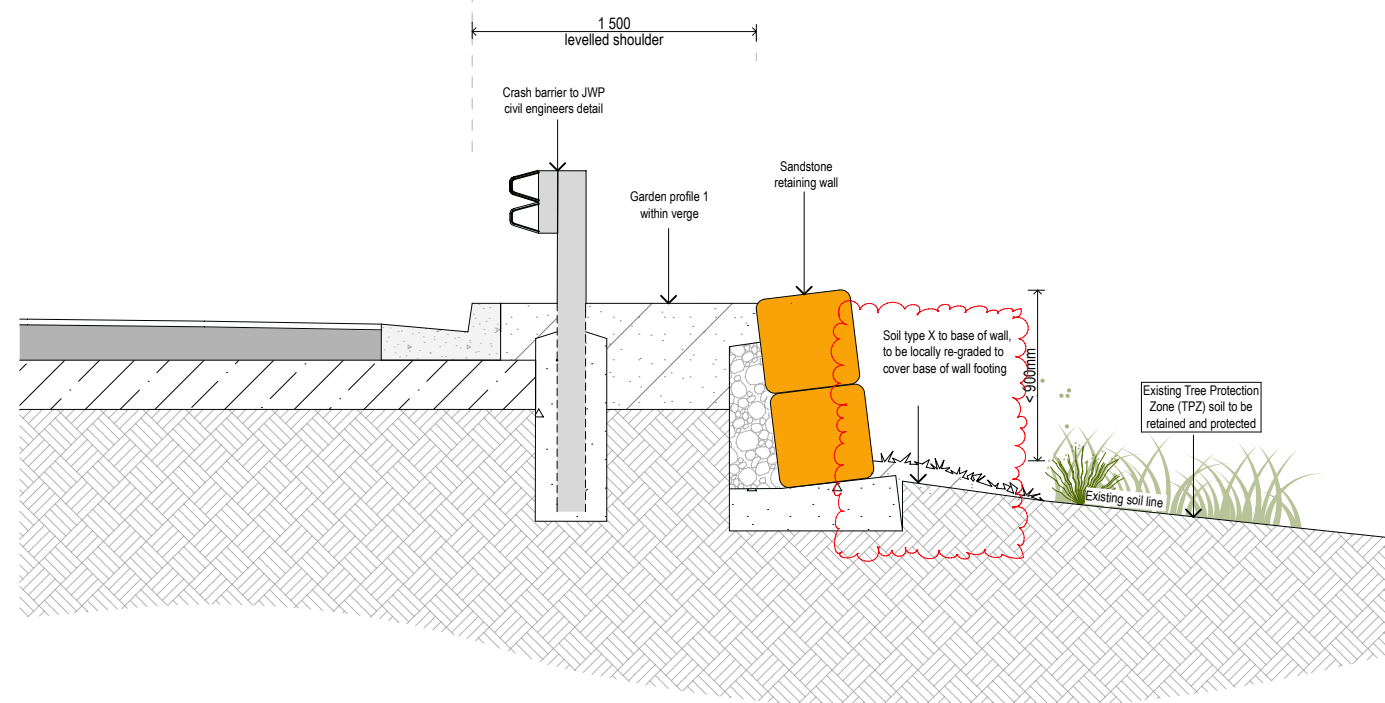 1 500
levelled shoulder
Crash barrier to JWP
civil engineers detail
Sandstone
retaining wall
Garden profile 1
within verge
Soil type X to base of wall,
to be locally re-graded to
cover base of wall footing
< 900mm
Existing Tree Protection
Zone (TPZ) soil to be
retained and protected
Existing soil line